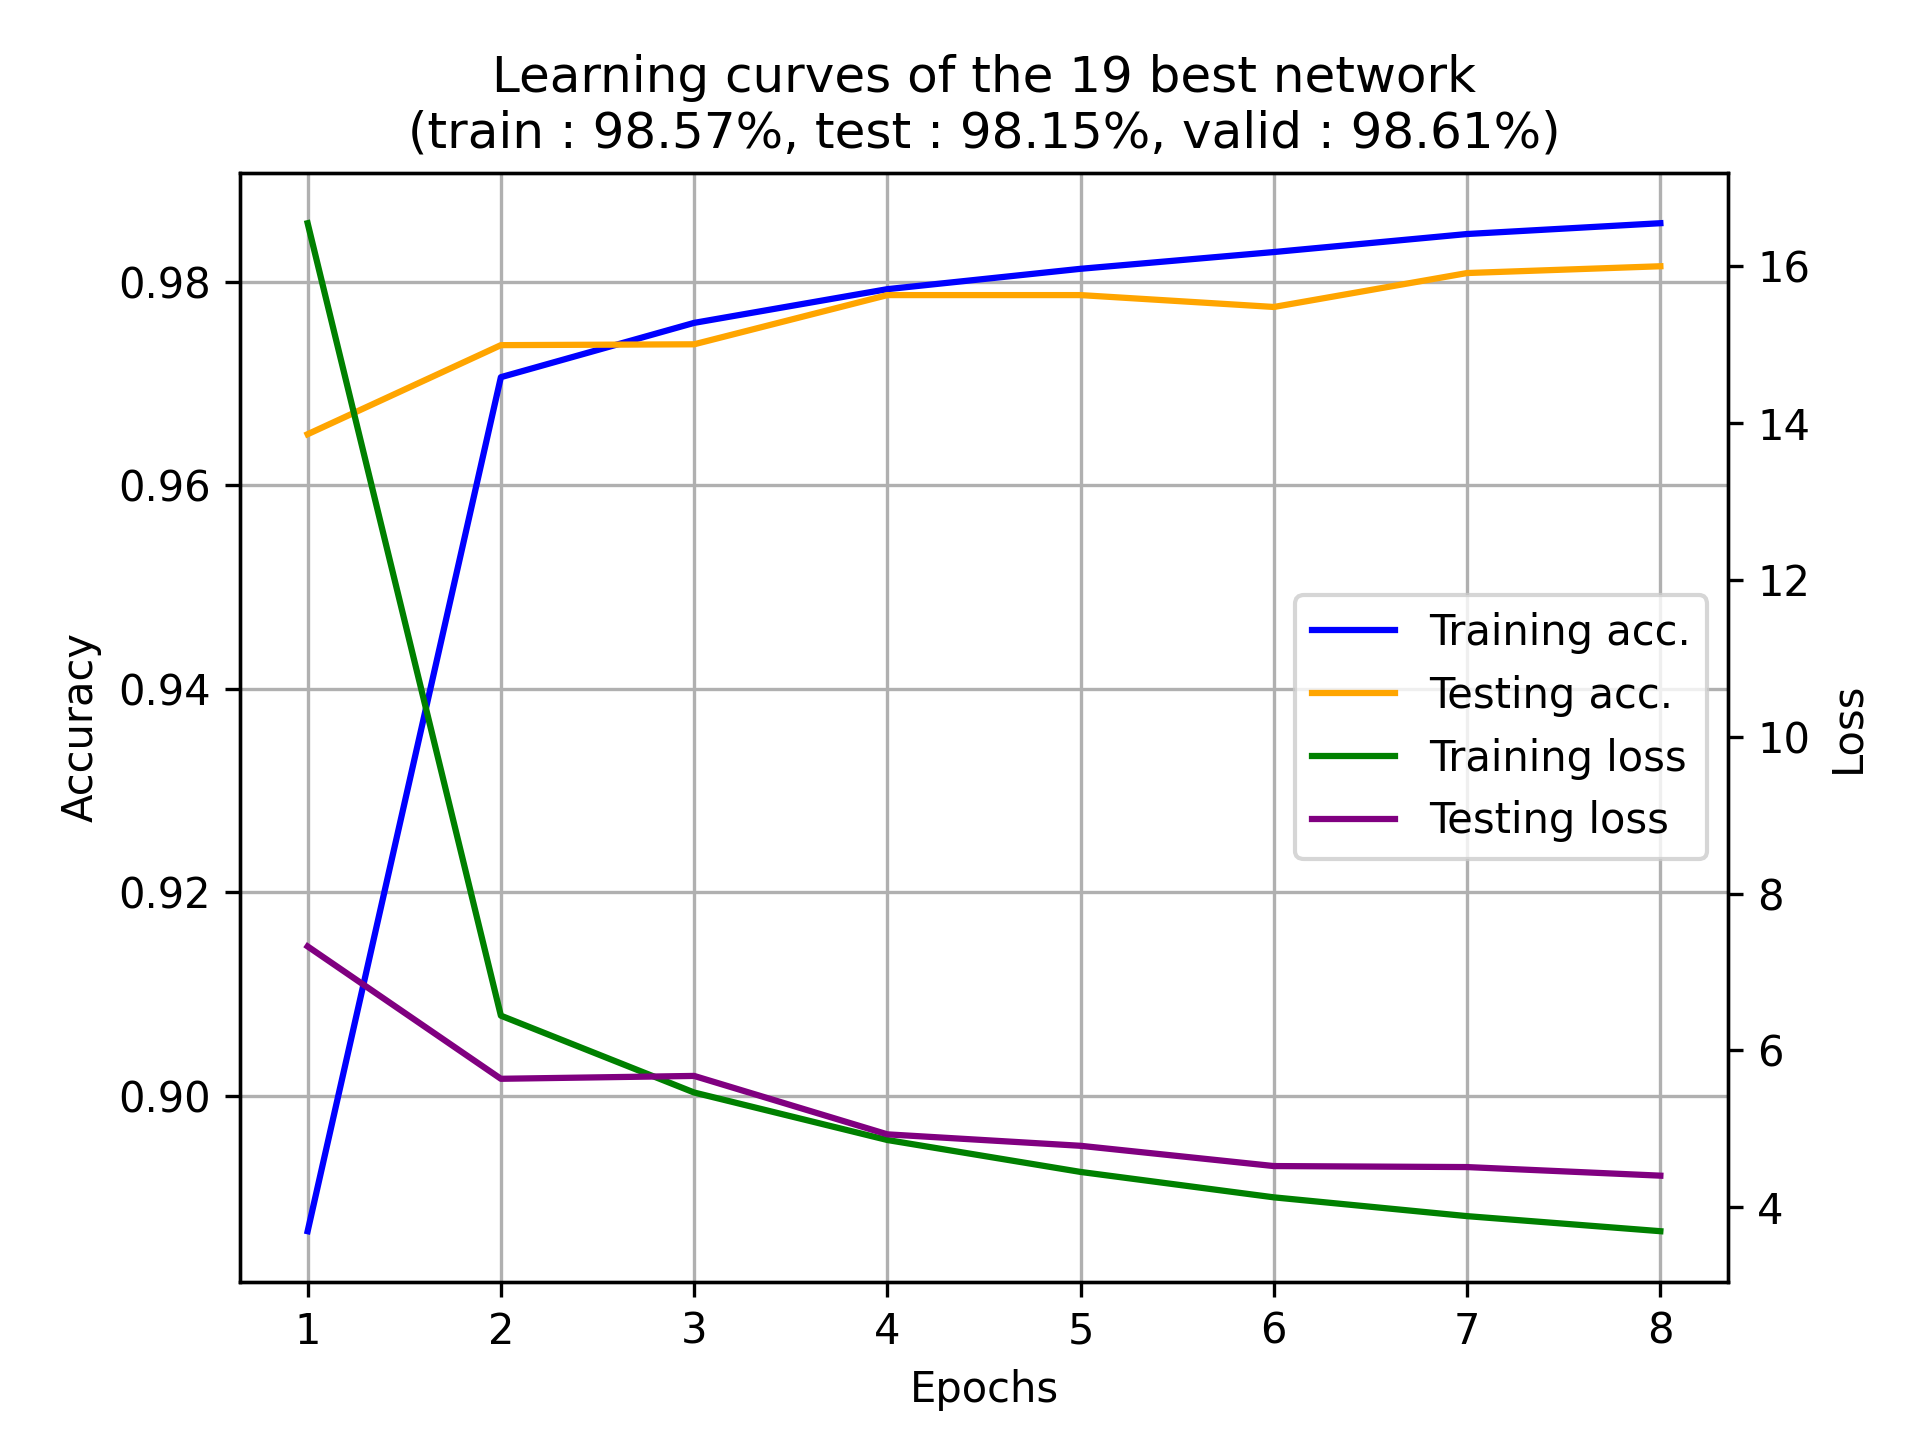 Learning curves of the 19 best network
(train : 98.57%, test : 98.15%, valid : 98.61%)
Accuracy
0.98
0.96
0.94
0.92
0.90
16
14
12
10
8
6
4
Loss
Training acc.
Testing acc.
Training loss
Testing loss
1 2 3 4 5 6 7 8
Epochs